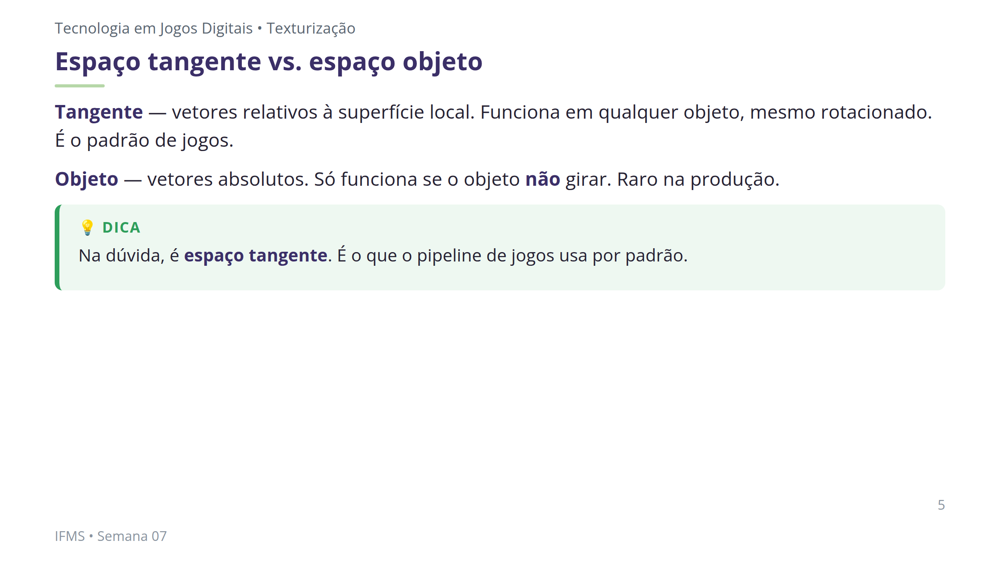 Tecnologia em Jogos Digitais • Texturização
Espaço tangente vs. espaço objeto
Tangente — vetores relativos à superfície local. Funciona em qualquer objeto, mesmo rotacionado.
É o padrão de jogos.
Objeto — vetores absolutos. Só funciona se o objeto não girar. Raro na produção.
💡 DICA
Na dúvida, é espaço tangente. É o que o pipeline de jogos usa por padrão.
5
IFMS • Semana 07